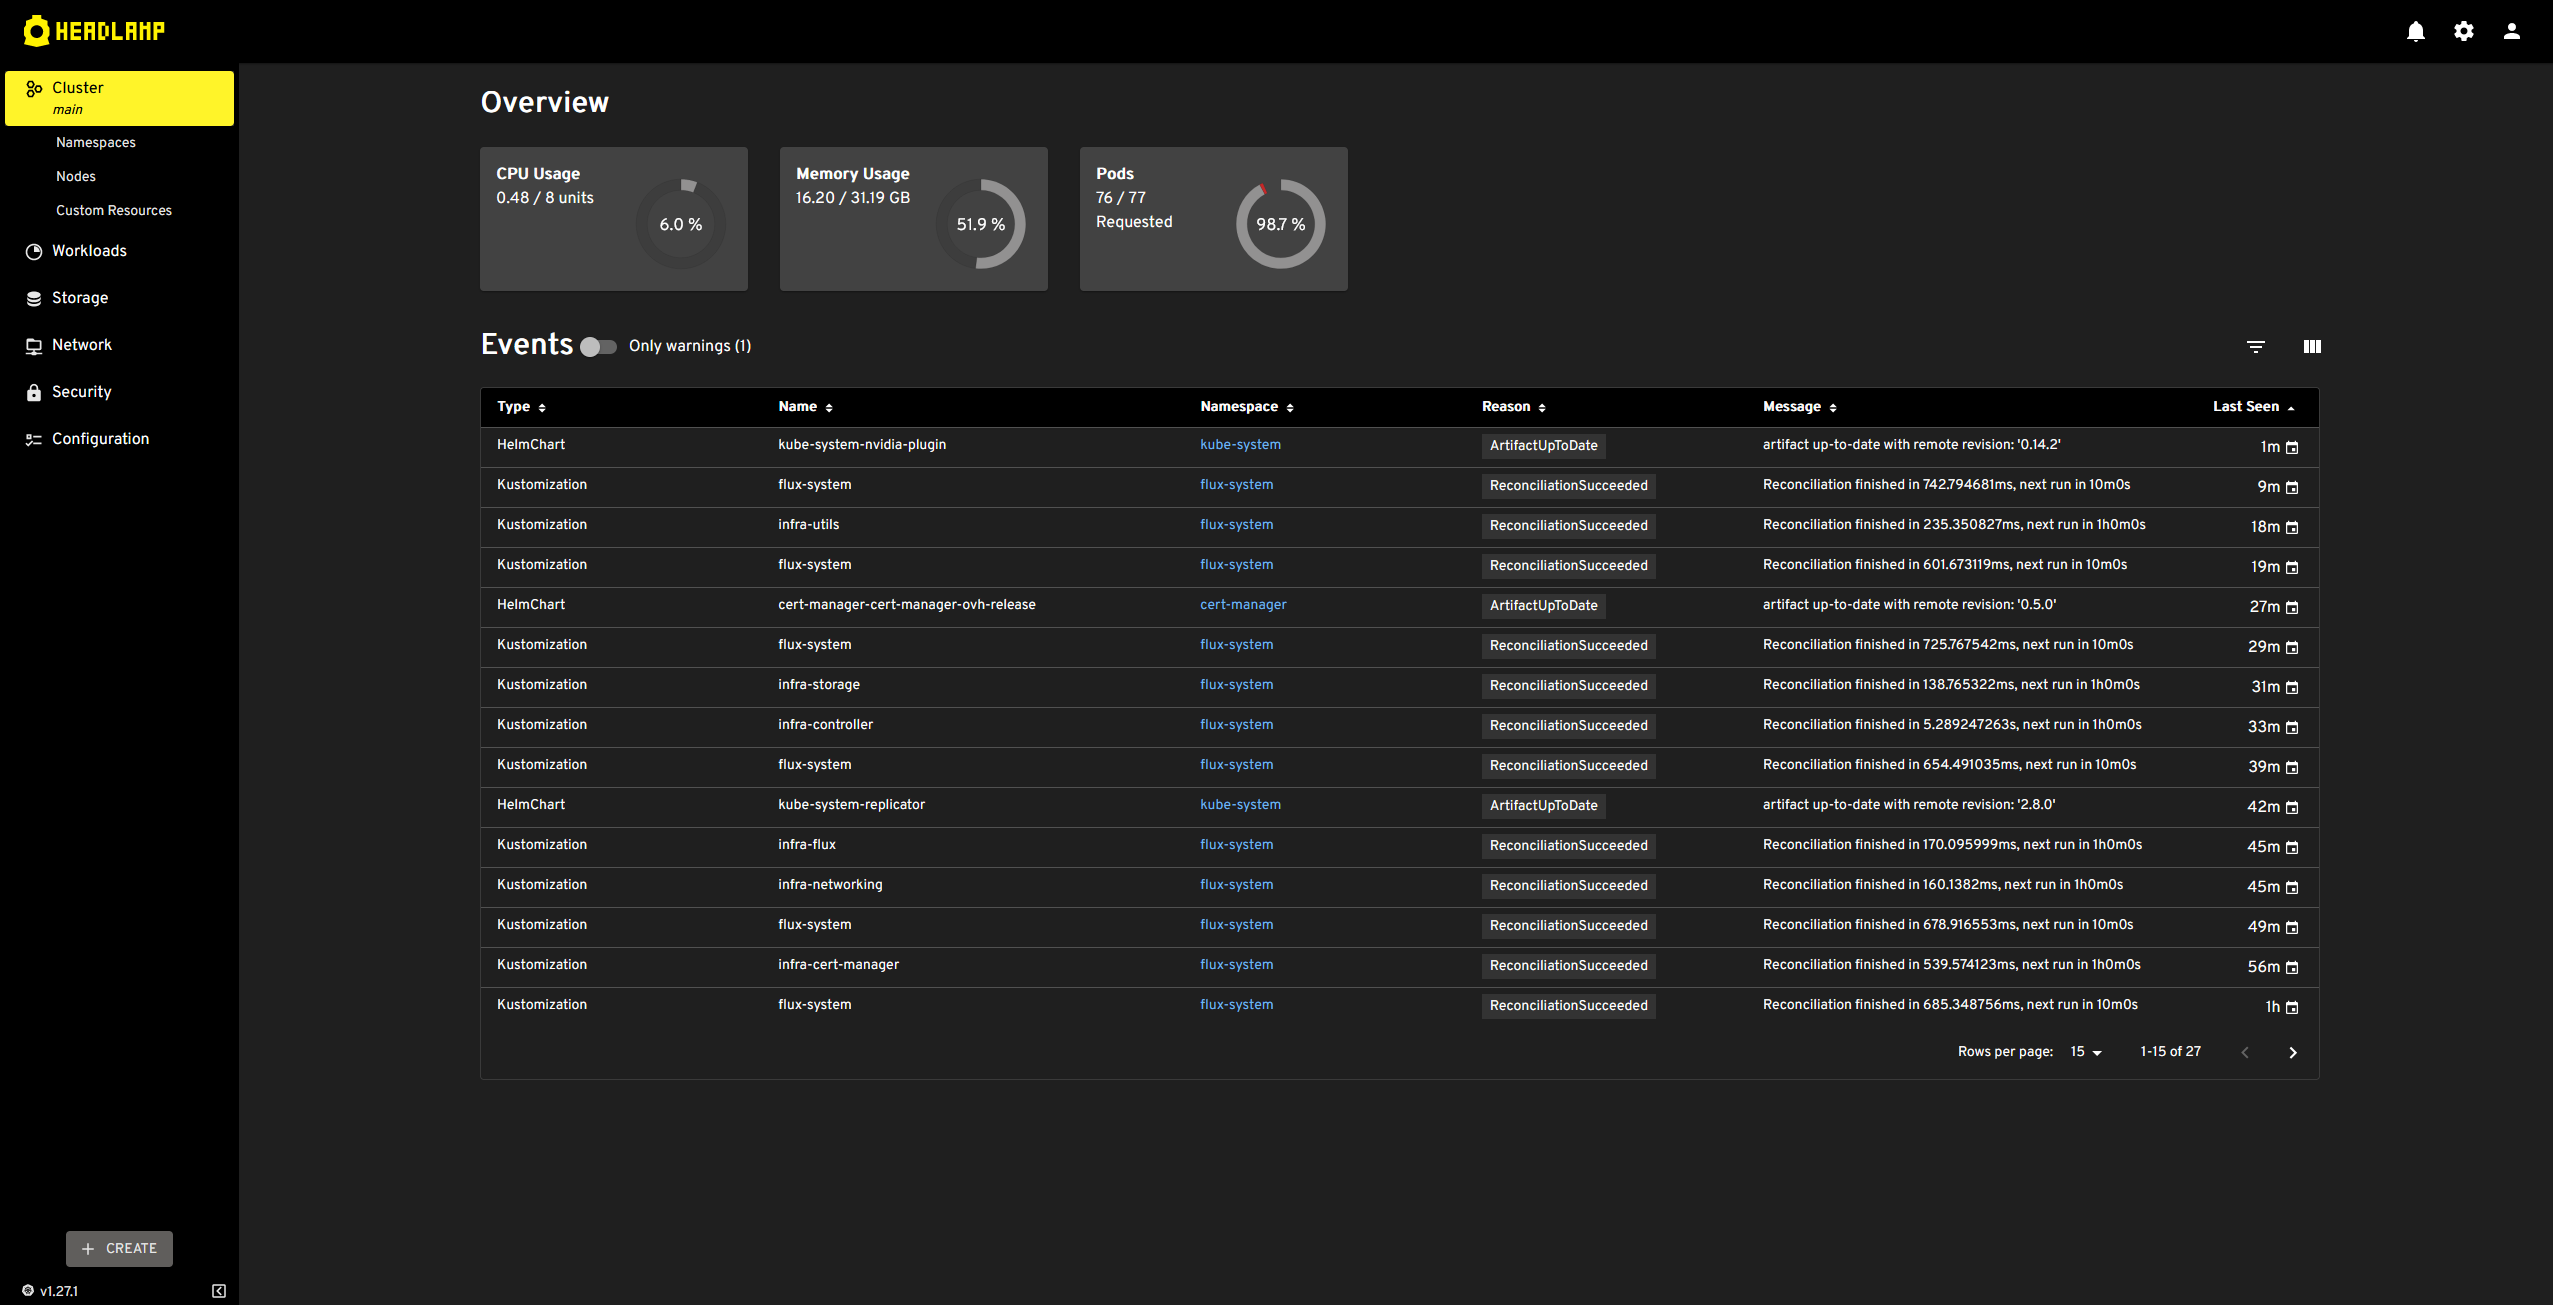 HEADLAMP
Cluster
main
Namespaces
Nodes
Custom Resources
Workloads
Storage
Network
Security
Configuration
CREATE
v1.27.1
Overview
CPU Usage
0.48 / 8 units
6.0 %
Memory Usage
16.20 / 31.19 GB
51.9 %
Pods
76 / 77
Requested
98.7 %
Events Only warnings (1)
Type Name Namespace Reason Message Last Seen
HelmChart kube-system-nvidia-plugin kube-system ArtifactUpToDate artifact up-to-date with remote revision: '0.14.2' 1m
Kustomization flux-system flux-system ReconciliationSucceeded Reconciliation finished in 742.794681ms, next run in 10m0s 9m
Kustomization infra-utils flux-system ReconciliationSucceeded Reconciliation finished in 235.350827ms, next run in 1h0m0s 18m
Kustomization flux-system flux-system ReconciliationSucceeded Reconciliation finished in 601.673119ms, next run in 10m0s 19m
HelmChart cert-manager-cert-manager-ovh-release cert-manager ArtifactUpToDate artifact up-to-date with remote revision: '0.5.0' 27m
Kustomization flux-system flux-system ReconciliationSucceeded Reconciliation finished in 725.767542ms, next run in 10m0s 29m
Kustomization infra-storage flux-system ReconciliationSucceeded Reconciliation finished in 138.765322ms, next run in 1h0m0s 31m
Kustomization infra-controller flux-system ReconciliationSucceeded Reconciliation finished in 5.289247263s, next run in 1h0m0s 33m
Kustomization flux-system flux-system ReconciliationSucceeded Reconciliation finished in 654.491035ms, next run in 10m0s 39m
HelmChart kube-system-replicator kube-system ArtifactUpToDate artifact up-to-date with remote revision: '2.8.0' 42m
Kustomization infra-flux flux-system ReconciliationSucceeded Reconciliation finished in 170.095999ms, next run in 1h0m0s 45m
Kustomization infra-networking flux-system ReconciliationSucceeded Reconciliation finished in 160.1382ms, next run in 1h0m0s 45m
Kustomization flux-system flux-system ReconciliationSucceeded Reconciliation finished in 678.916553ms, next run in 10m0s 49m
Kustomization infra-cert-manager flux-system ReconciliationSucceeded Reconciliation finished in 539.574123ms, next run in 1h0m0s 56m
Kustomization flux-system flux-system ReconciliationSucceeded Reconciliation finished in 685.348756ms, next run in 10m0s 1h
Rows per page: 15 1-15 of 27